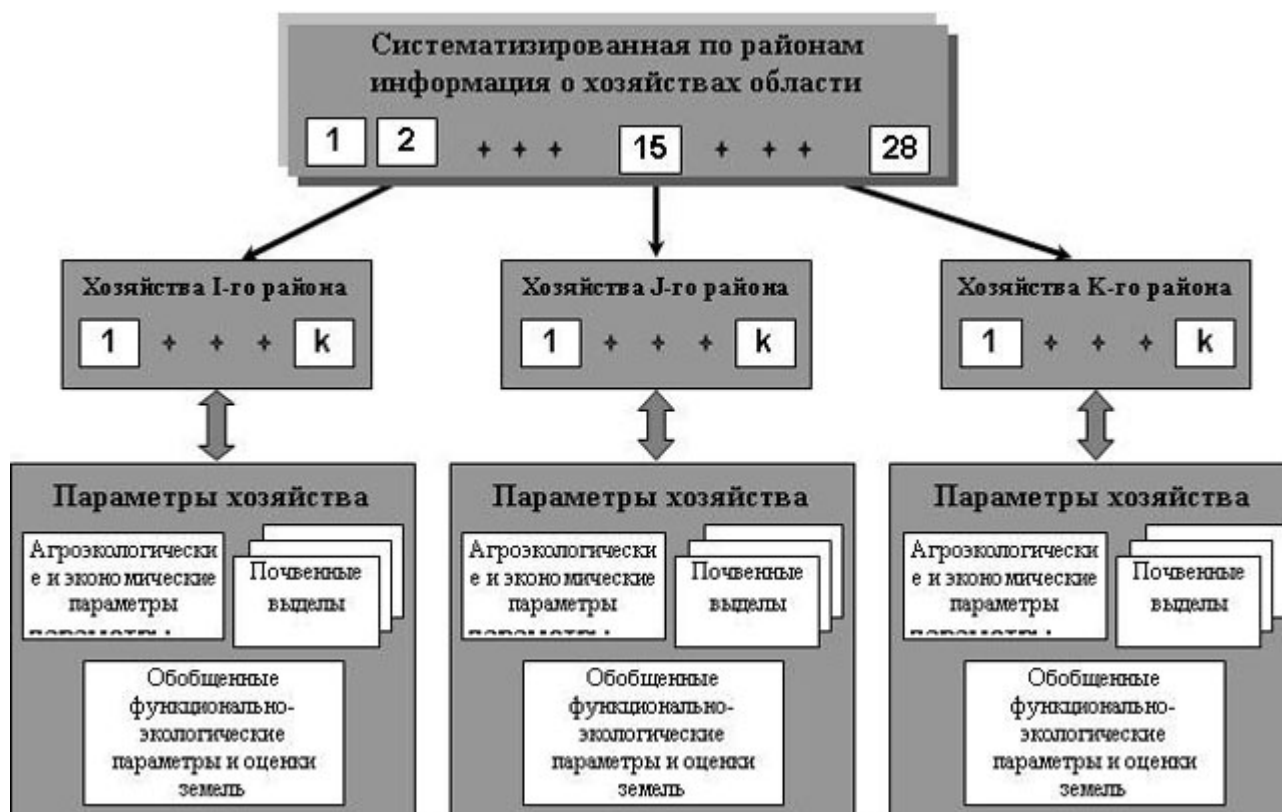 Систематизированная по районам
информация о хозяйствах области
1 2 + + + 15 + + + 28
Хозяйства I-го района
1 + + + k
Хозяйства J-го района
1 + + + k
Хозяйства K-го района
1 + + + k
Параметры хозяйства
Агроэкологически
е и экономические
параметры
параметры
Почвенные
выделы
Обобщенные
функционально-
экологические
параметры и оценки
земель
Параметры хозяйства
Агроэкологически
е и экономические
параметры
параметры
Почвенные
выделы
Обобщенные
функционально-
экологические
параметры и оценки
земель
Параметры хозяйства
Агроэкологически
е и экономические
параметры
параметры
Почвенные
выделы
Обобщенные
функционально-
экологические
параметры и оценки
земель